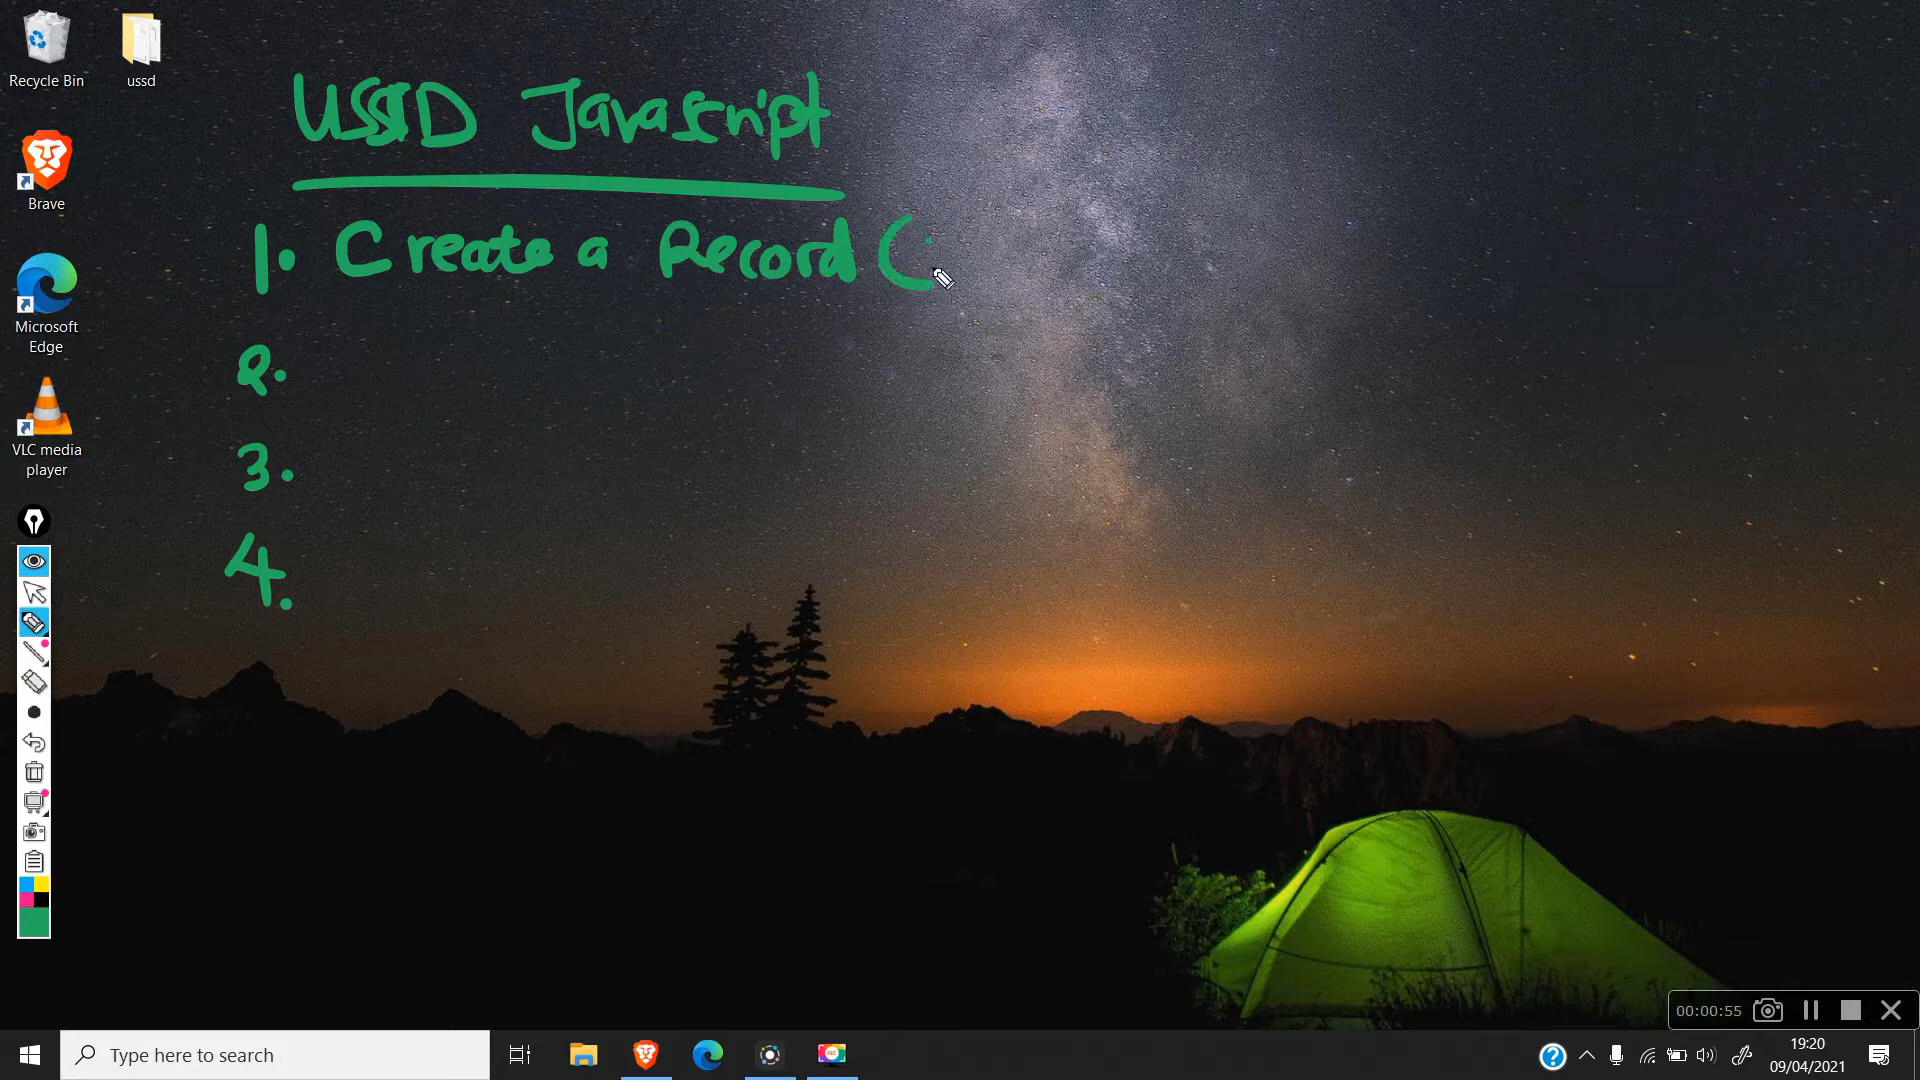 Recycle Bin
ussd
USSD Javascript
Brave
1. Create a Record (
Microsoft
Edge
2.
VLC media
player
3.
4.
00:00:55
Type here to search
19:20
09/04/2021